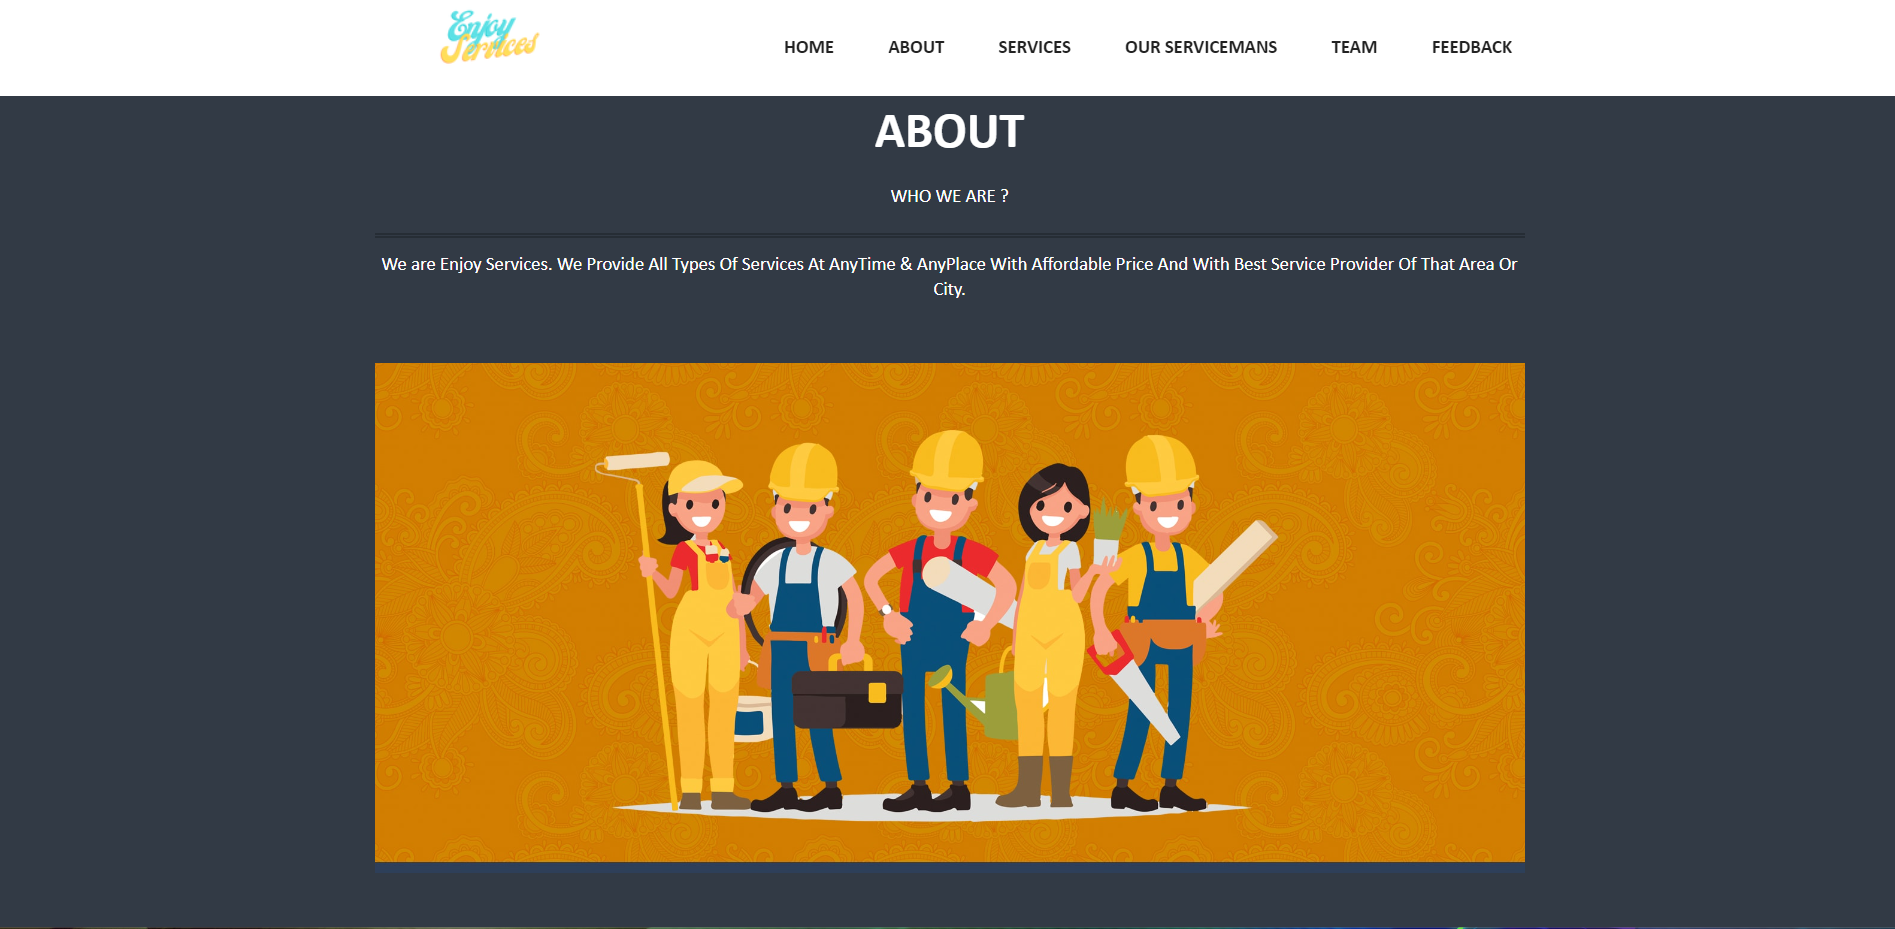 Enjoy
Services
HOME ABOUT SERVICES OUR SERVICEMANS TEAM FEEDBACK
ABOUT
WHO WE ARE ?
We are Enjoy Services. We Provide All Types Of Services At AnyTime & AnyPlace With Affordable Price And With Best Service Provider Of That Area Or
City.